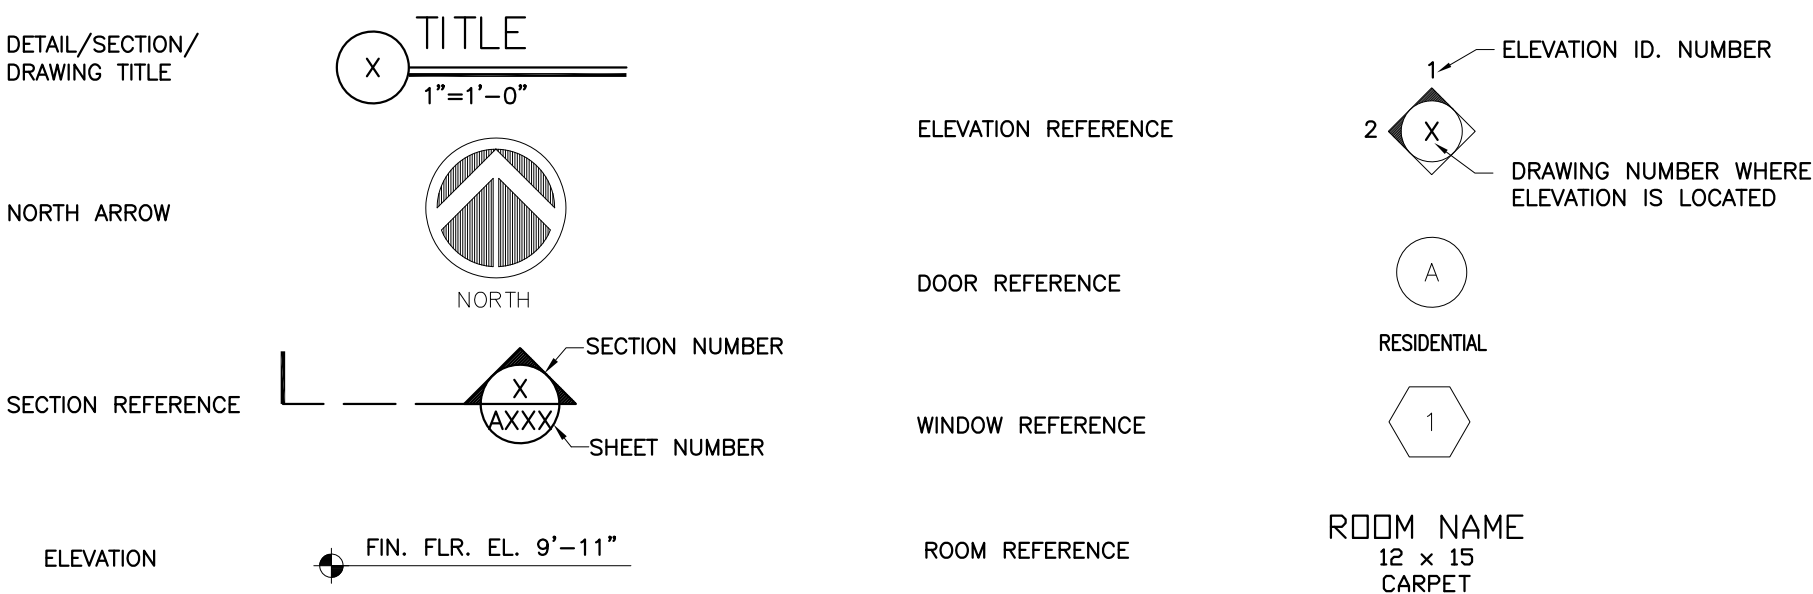 DETAIL/SECTION/
DRAWING TITLE
X
TITLE
1"=1'-0"
NORTH ARROW
NORTH
SECTION REFERENCE
SECTION NUMBER
X
AXXX
SHEET NUMBER
ELEVATION
FIN. FLR. EL. 9'-11"
ELEVATION REFERENCE
ELEVATION ID. NUMBER
1
2
X
DRAWING NUMBER WHERE
ELEVATION IS LOCATED
DOOR REFERENCE
A
RESIDENTIAL
WINDOW REFERENCE
1
ROOM REFERENCE
ROOM NAME
12 x 15
CARPET